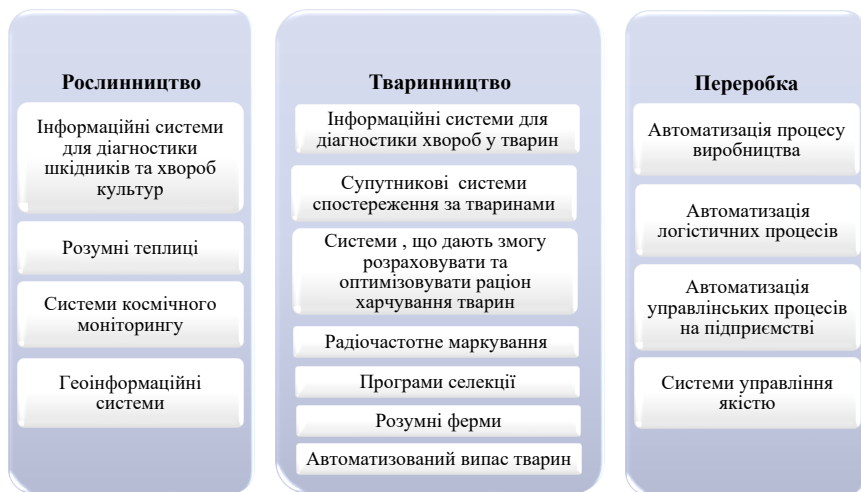 Рослинництво
Інформаційні системи
для діагностики
шкідників та хвороб
культур
Розумні теплиці
Системи космічного
моніторингу
Геоінформаційні
системи
Тваринництво
Інформаційні системи для
діагностики хвороб у тварин
Супутникові системи
спостереження за тваринами
Системи , що дають змогу
розраховувати та
оптимізовувати раціон
харчування тварин
Радіочастотне маркування
Програми селекції
Розумні ферми
Автоматизований випас тварин
Переробка
Автоматизація процесу
виробництва
Автоматизація
логістичних процесів
Автоматизація
управлінських процесів
на підприємстві
Системи управління
якістю